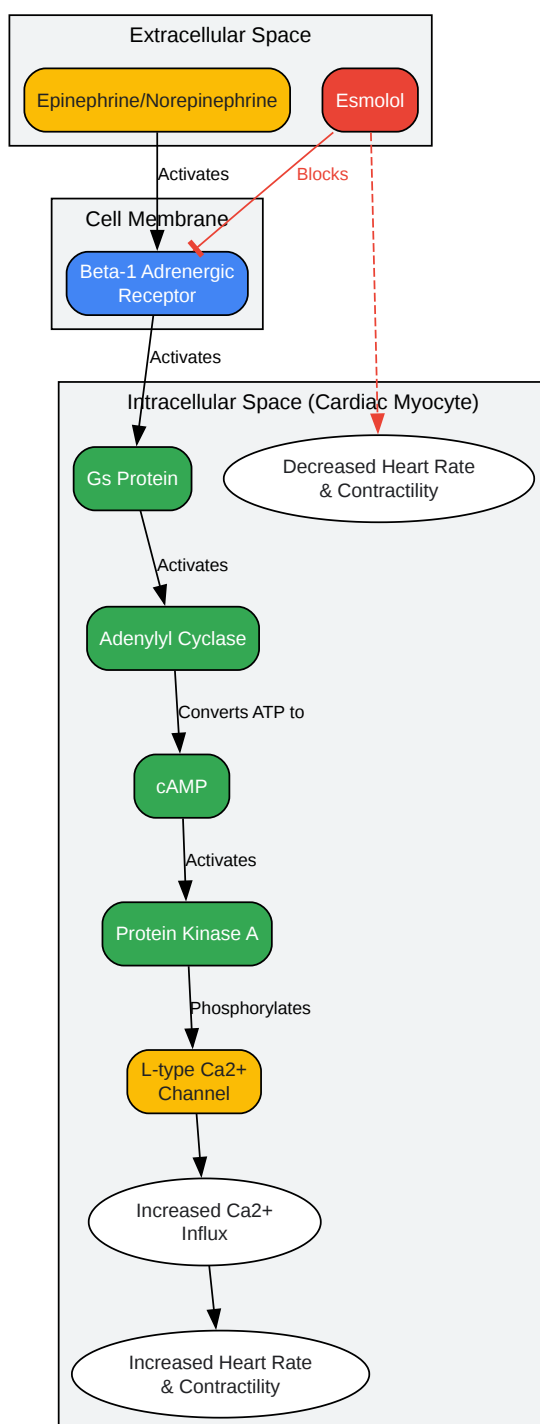 Extracellular Space
Epinephrine/Norepinephrine
Esmolol
Activates
Blocks
Cell Membrane
Beta-1 Adrenergic
Receptor
Activates
Intracellular Space (Cardiac Myocyte)
Gs Protein
Decreased Heart Rate
& Contractility
Activates
Adenylyl Cyclase
Converts ATP to
cAMP
Activates
Protein Kinase A
Phosphorylates
L-type Ca2+
Channel
Increased Ca2+
Influx
Increased Heart Rate
& Contractility